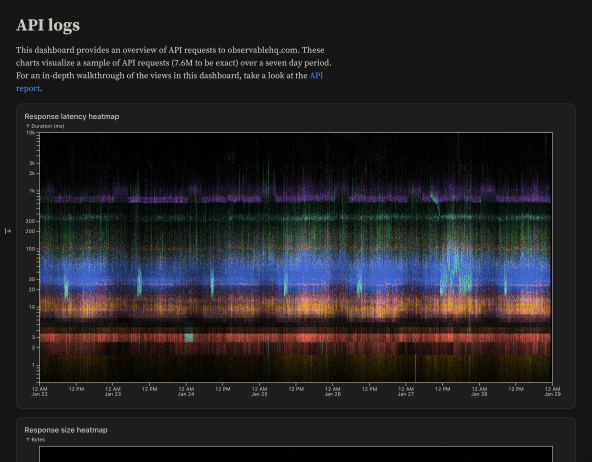 API logs
This dashboard provides an overview of API requests to observablehq.com. These
charts visualize a sample of API requests (7.6M to be exact) over a seven day period.
For an in-depth walkthrough of the views in this dashboard, take a look at the API
report.
Response latency heatmap
↑ Duration (ms)
10k
3k
2k
1k
300
200
100
30
20
10
3
2
1
12 AM 12 PM 12 AM 12 PM 12 AM 12 PM 12 AM 12 PM 12 AM 12 PM 12 AM 12 PM 12 AM 12 PM 12 AM
Jan 22 Jan 23 Jan 24 Jan 25 Jan 26 Jan 27 Jan 28 Jan 29
Response size heatmap
↑ Bytes